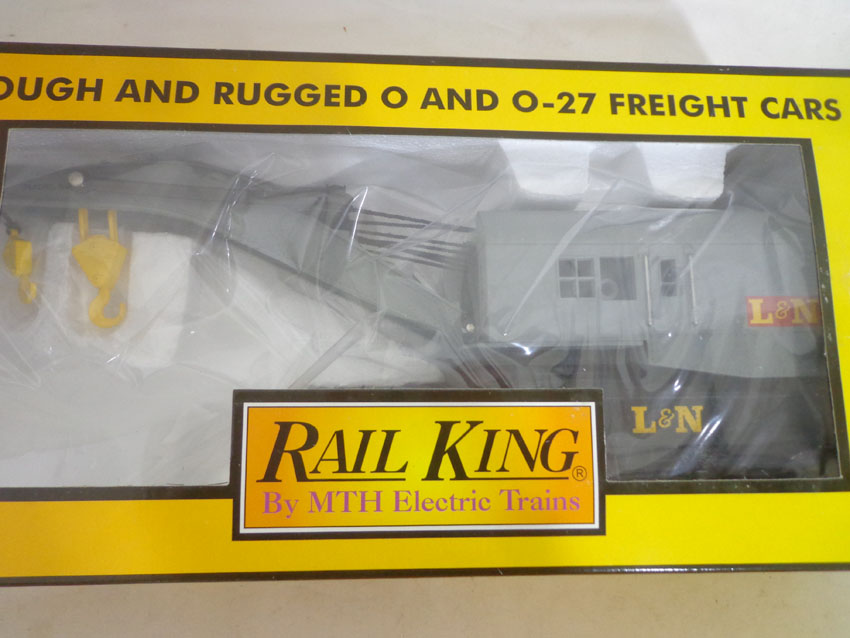 OUGH AND RUGGED O AND O-27 FREIGHT CARS
L&N
L&N
RAIL KING®
By MTH Electric Trains